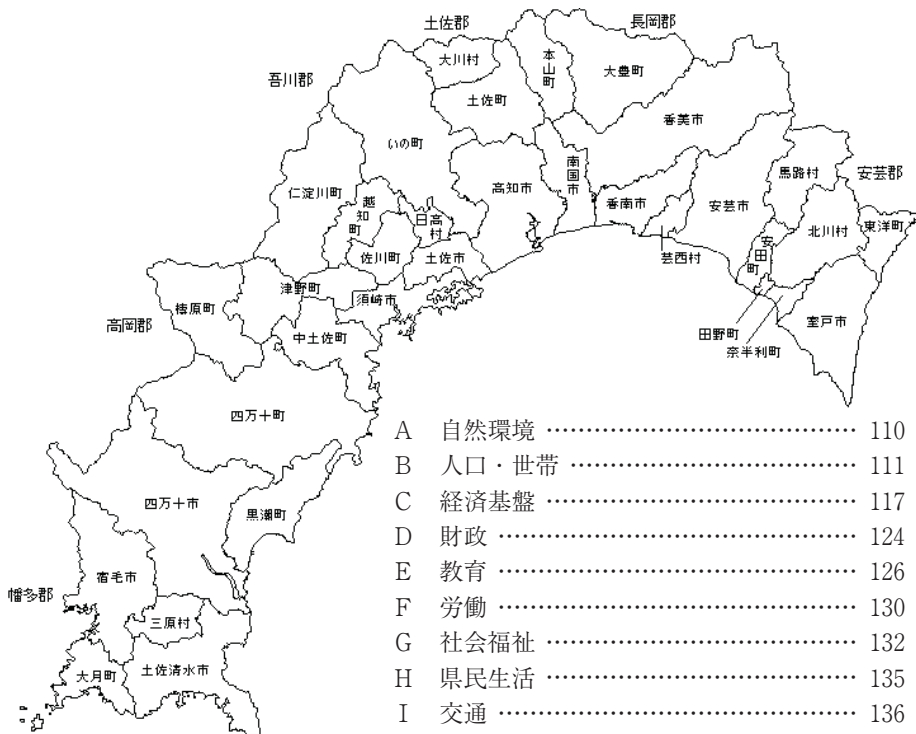 土佐郡
長岡郡
大川村
本山町
大豊町
吾川郡
土佐町
香美市
いの町
南国市
馬路村
安芸郡
仁淀川町
越知町
高知市
香南市
安芸市
日高村
北川村
東洋町
佐川町
土佐市
芸西村
安田町
津野町
須崎市
梼原町
高岡郡
中土佐町
田野町
奈半利町
室戸市
四万十町
四万十市
黒潮町
宿毛市
幡多郡
三原村
大月町
土佐清水市
A 自然環境 …………………………………… 110
B 人口・世帯 ………………………………… 111
C 経済基盤 …………………………………… 117
D 財政 ………………………………………… 124
E 教育 ………………………………………… 126
F 労働 ………………………………………… 130
G 社会福祉 …………………………………… 132
H 県民生活 …………………………………… 135
I 交通 ………………………………………… 136